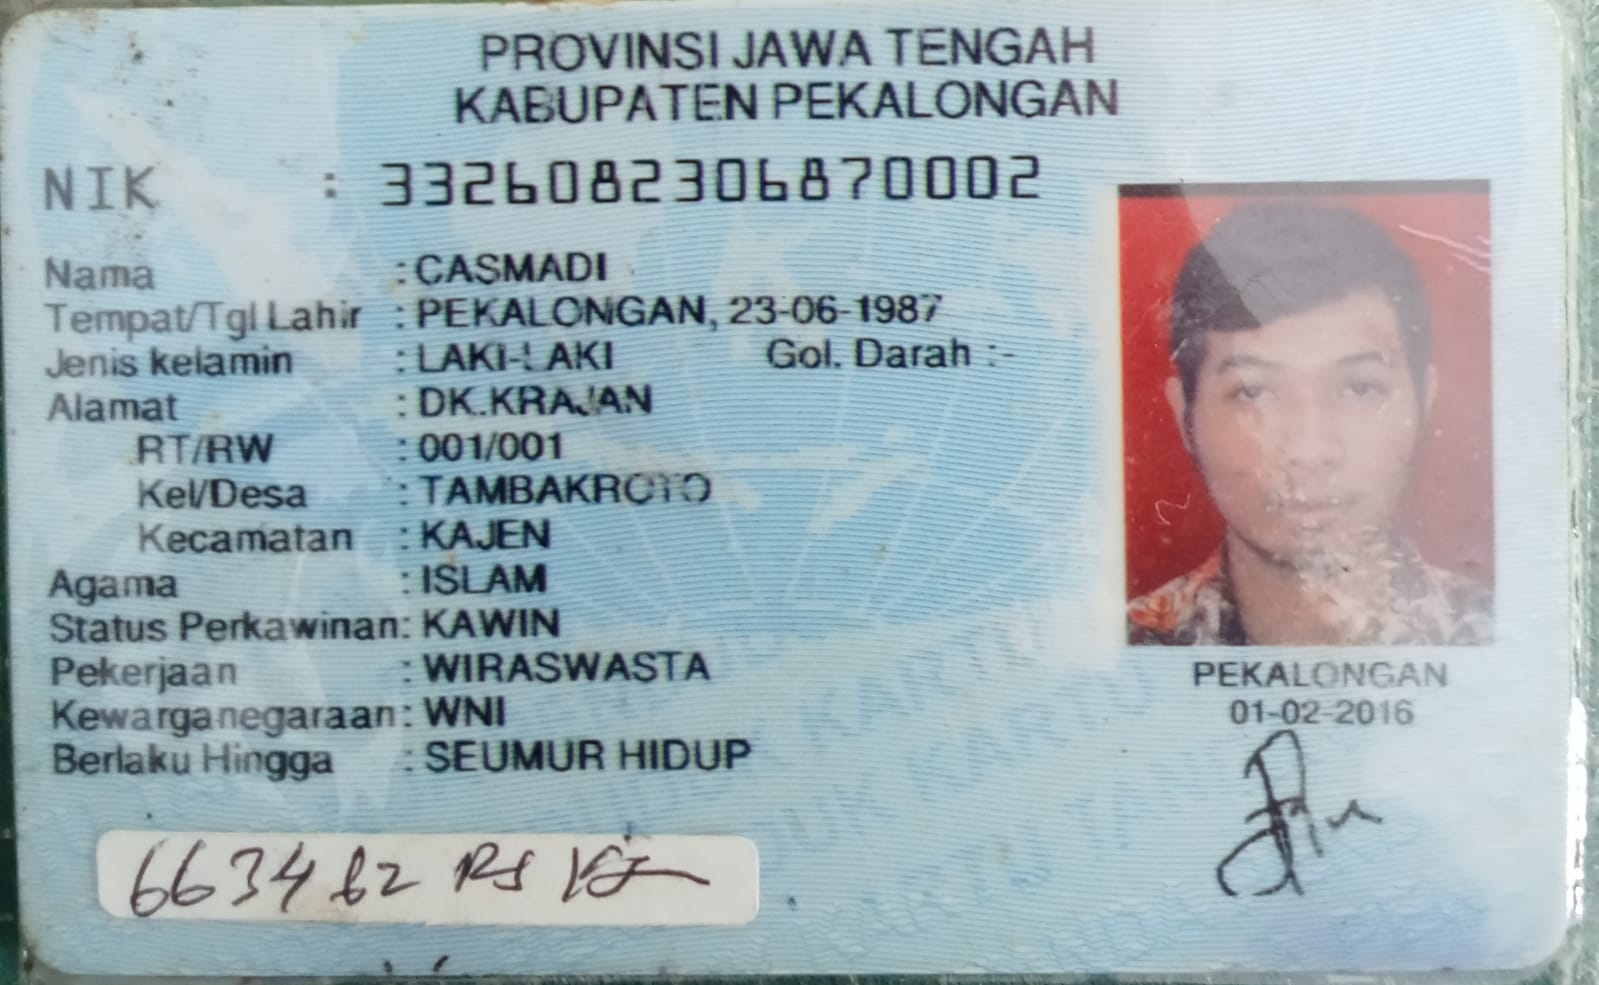 PROVINSI JAWA TENGAH
KABUPATEN PEKALONGAN
NIK : 3326082306870002
Nama : CASMADI
Tempat/Tgl Lahir : PEKALONGAN, 23-06-1987
Jenis kelamin : LAKI-LAKI Gol. Darah :-
Alamat : DK.KRAJAN
RT/RW : 001/001
Kel/Desa : TAMBAKROTO
Kecamatan : KAJEN
Agama : ISLAM
Status Perkawinan: KAWIN
Pekerjaan : WIRASWASTA
Kewarganegaraan: WNI
Berlaku Hingga : SEUMUR HIDUP
PEKALONGAN
01-02-2016
6634 RS